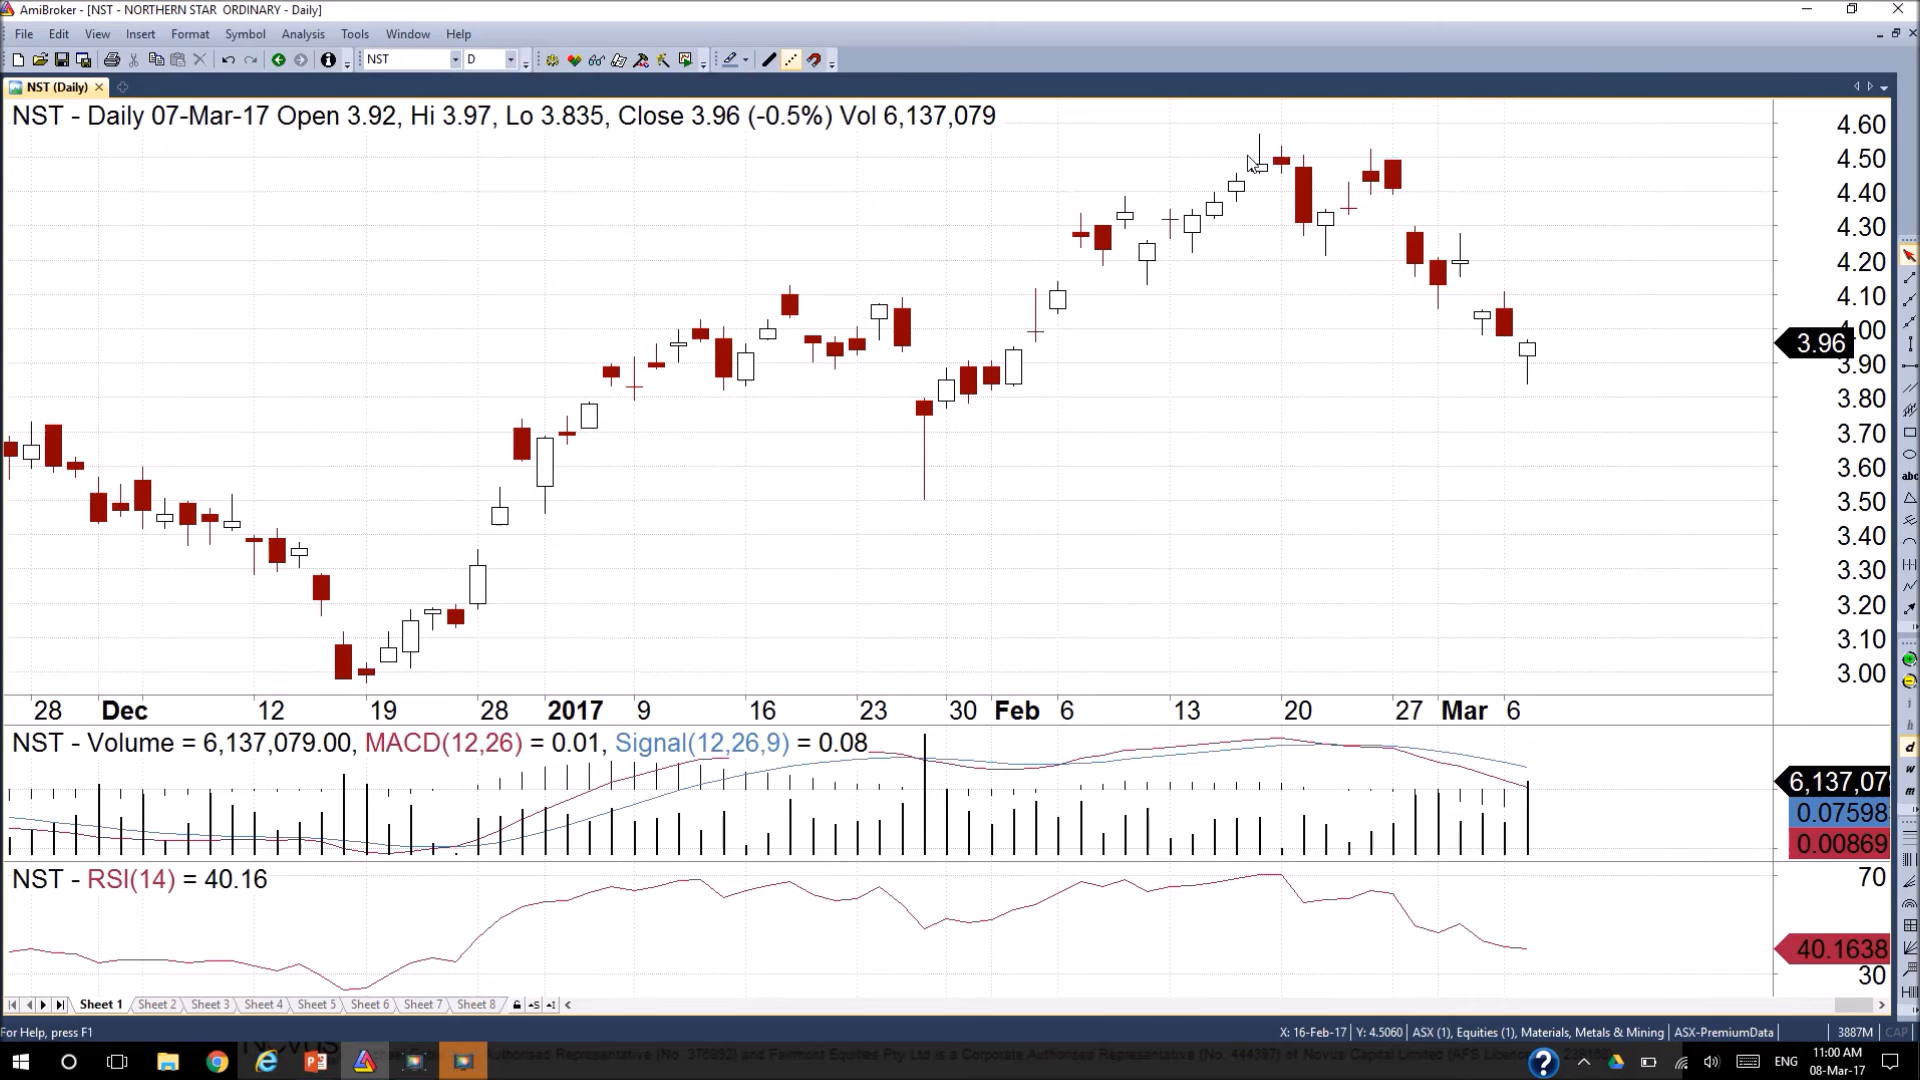 AmiBroker - [NST - NORTHERN STAR ORDINARY - Daily]
File Edit View Insert Format Symbol Analysis Tools Window Help
NST D
NST (Daily)
NST - Daily 07-Mar-17 Open 3.92, Hi 3.97, Lo 3.835, Close 3.96 (-0.5%) Vol 6,137,079
4.60
4.50
4.40
4.30
4.20
4.10
4.00
3.96
3.90
3.80
3.70
3.60
3.50
3.40
3.30
3.20
3.10
3.00
abc
28 Dec 12 19 28 2017 9 16 23 30 Feb 6 13 20 27 Mar 6
NST - Volume = 6,137,079.00, MACD(12,26) = 0.01, Signal(12,26,9) = 0.08
6,137,079
0.07598
0.00869
d
w
m
NST - RSI(14) = 40.16
70
40.1638
30
Sheet 1 Sheet 2 Sheet 3 Sheet 4 Sheet 5 Sheet 6 Sheet 7 Sheet 8
For Help, press F1 X: 16-Feb-17 Y: 4.5060 ASX (1), Equities (1), Materials, Metals & Mining ASX-PremiumData 3887M CAP
ENG 11:00 AM
08-Mar-17